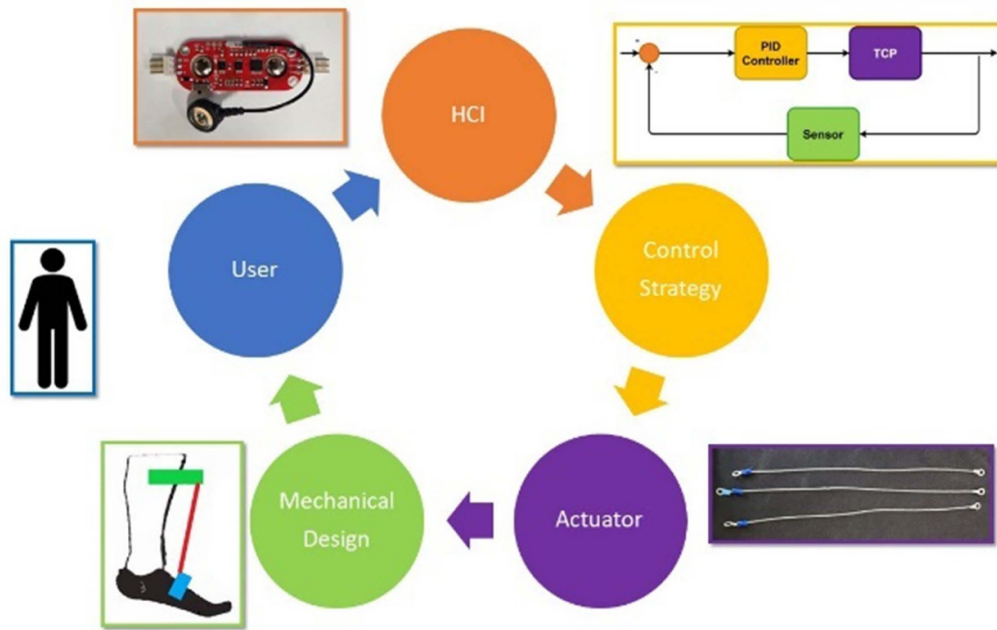 HCI
PID
Controller
TCP
Sensor
User
Control
Strategy
Mechanical
Design
Actuator